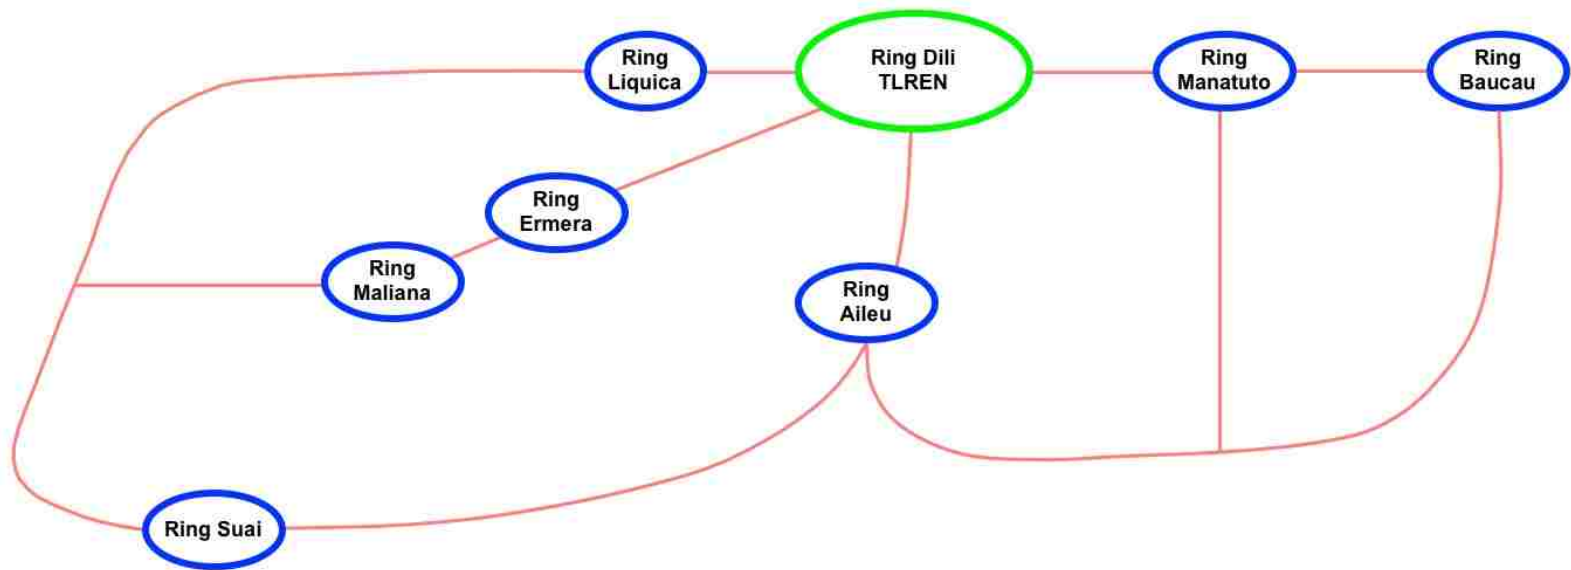 Ring
Liquica
Ring Dili
TLREN
Ring
Manatuto
Ring
Baucau
Ring
Ermera
Ring
Maliana
Ring
Aileu
Ring Suai